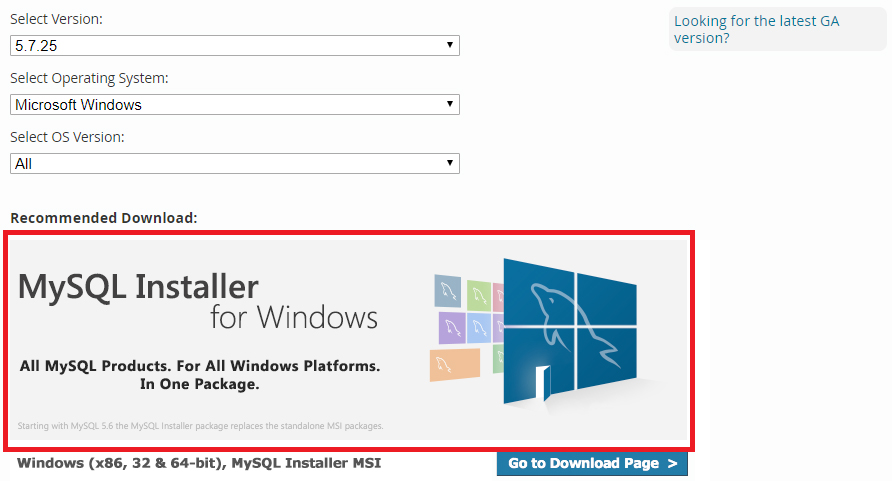 Select Version:
Looking for the latest GA
version?
5.7.25
Select Operating System:
Microsoft Windows
Select OS Version:
All
Recommended Download:
MySQL Installer
for Windows
All MySQL Products. For All Windows Platforms.
In One Package.
Starting with MySQL 5.6 the MySQL Installer package replaces the standalone MSI packages.
Windows (x86, 32 & 64-bit), MySQL Installer MSI
Go to Download Page >